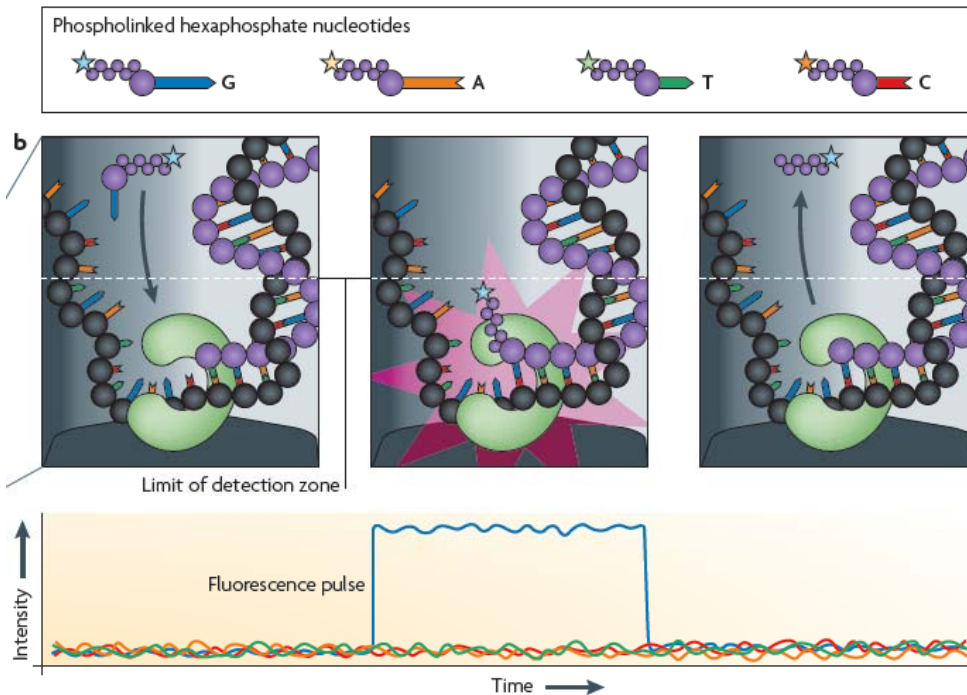 Phospholinked hexaphosphate nucleotides
G A T C
b
Limit of detection zone
Fluorescence pulse
Intensity
Time